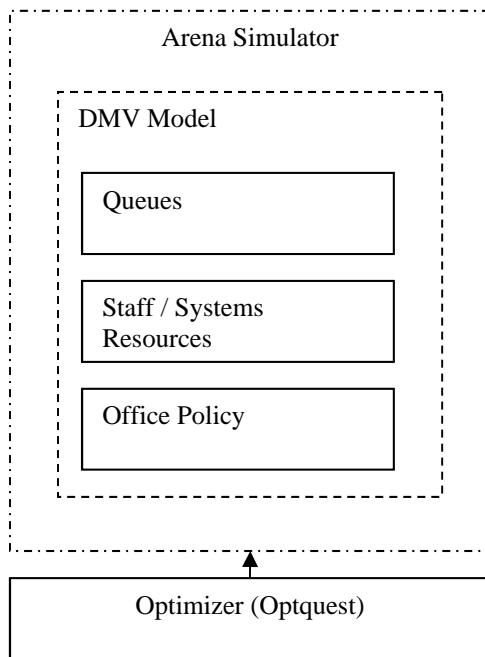 Arena Simulator
DMV Model
Queues
Staff / Systems
Resources
Office Policy
Optimizer (Optquest)